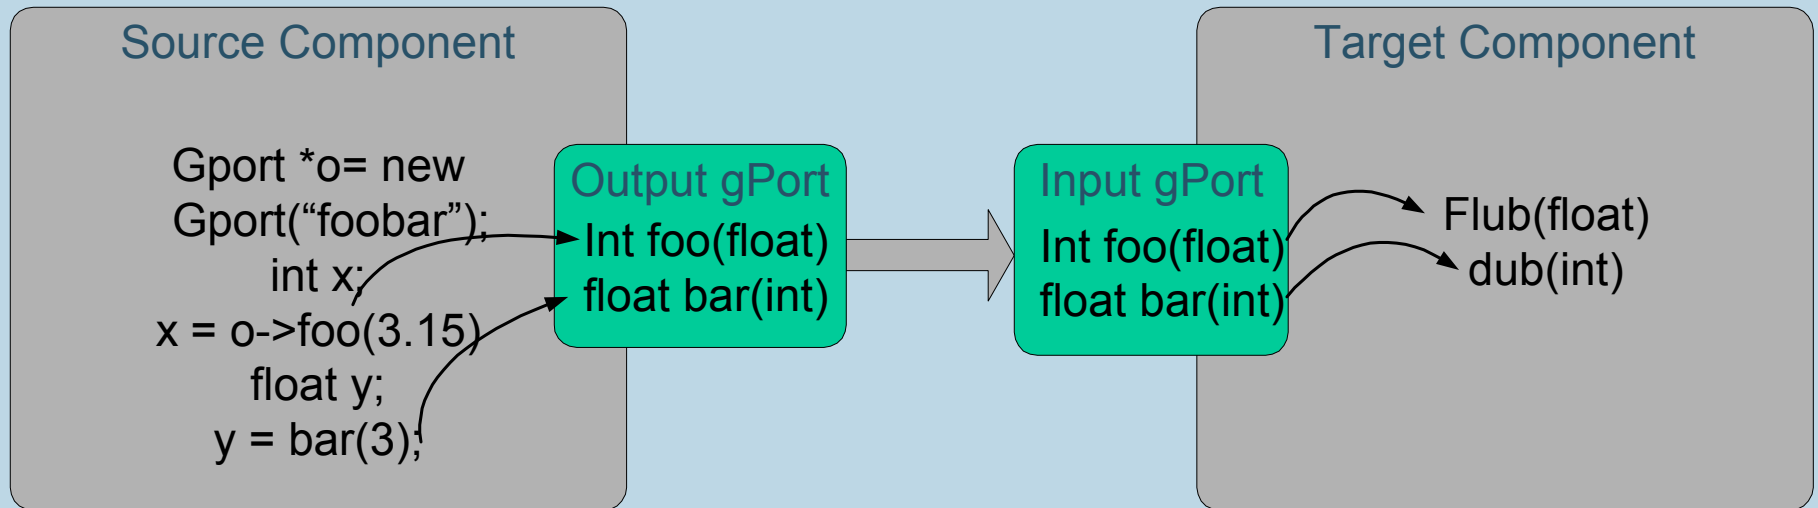 Source Component
Gport *o= new
Gport(“foobar”);
int x;
x = o->foo(3.15)
float y;
y = bar(3);
Output gPort
Int foo(float)
float bar(int)
Input gPort
Int foo(float)
float bar(int)
Target Component
Flub(float)
dub(int)